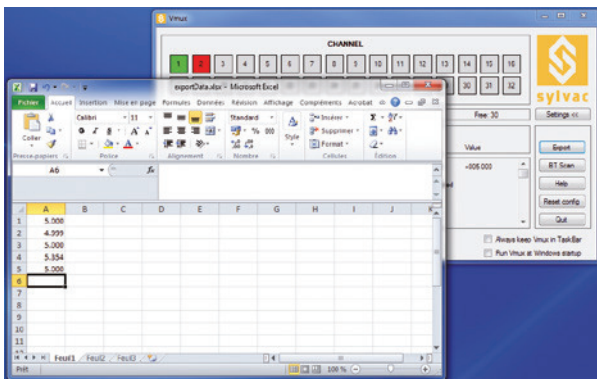 Vmux
CHANNEL
1 2 3 4 5 6 7 8 9 10 11 12 13 14 15 16
30 31 32
sylvac
Free: 30
Settings <<
Value
-805.000
Export
BT Scan
Help
Reset config
Quit
Always keep Vmux in TaskBar
Run Vmux at Windows startup
exportData.xlsx - Microsoft Excel
Fichier Accueil Insertion Mise en page Formules Données Révision Affichage Compléments Acrobat
Coller
Calibri 11
G I S
Standard
% 000
Style
Insérer
Supprimer
Format
Presse-papiers Police Alignement Nombre Cellules Édition
A6 fx
A B C D E F G H I J K
1 5.000
2 4.999
3 5.000
4 5.354
5 5.000
6
7
8
9
10
11
Feuil1 Feuil2 Feuil3
Prêt 100 %